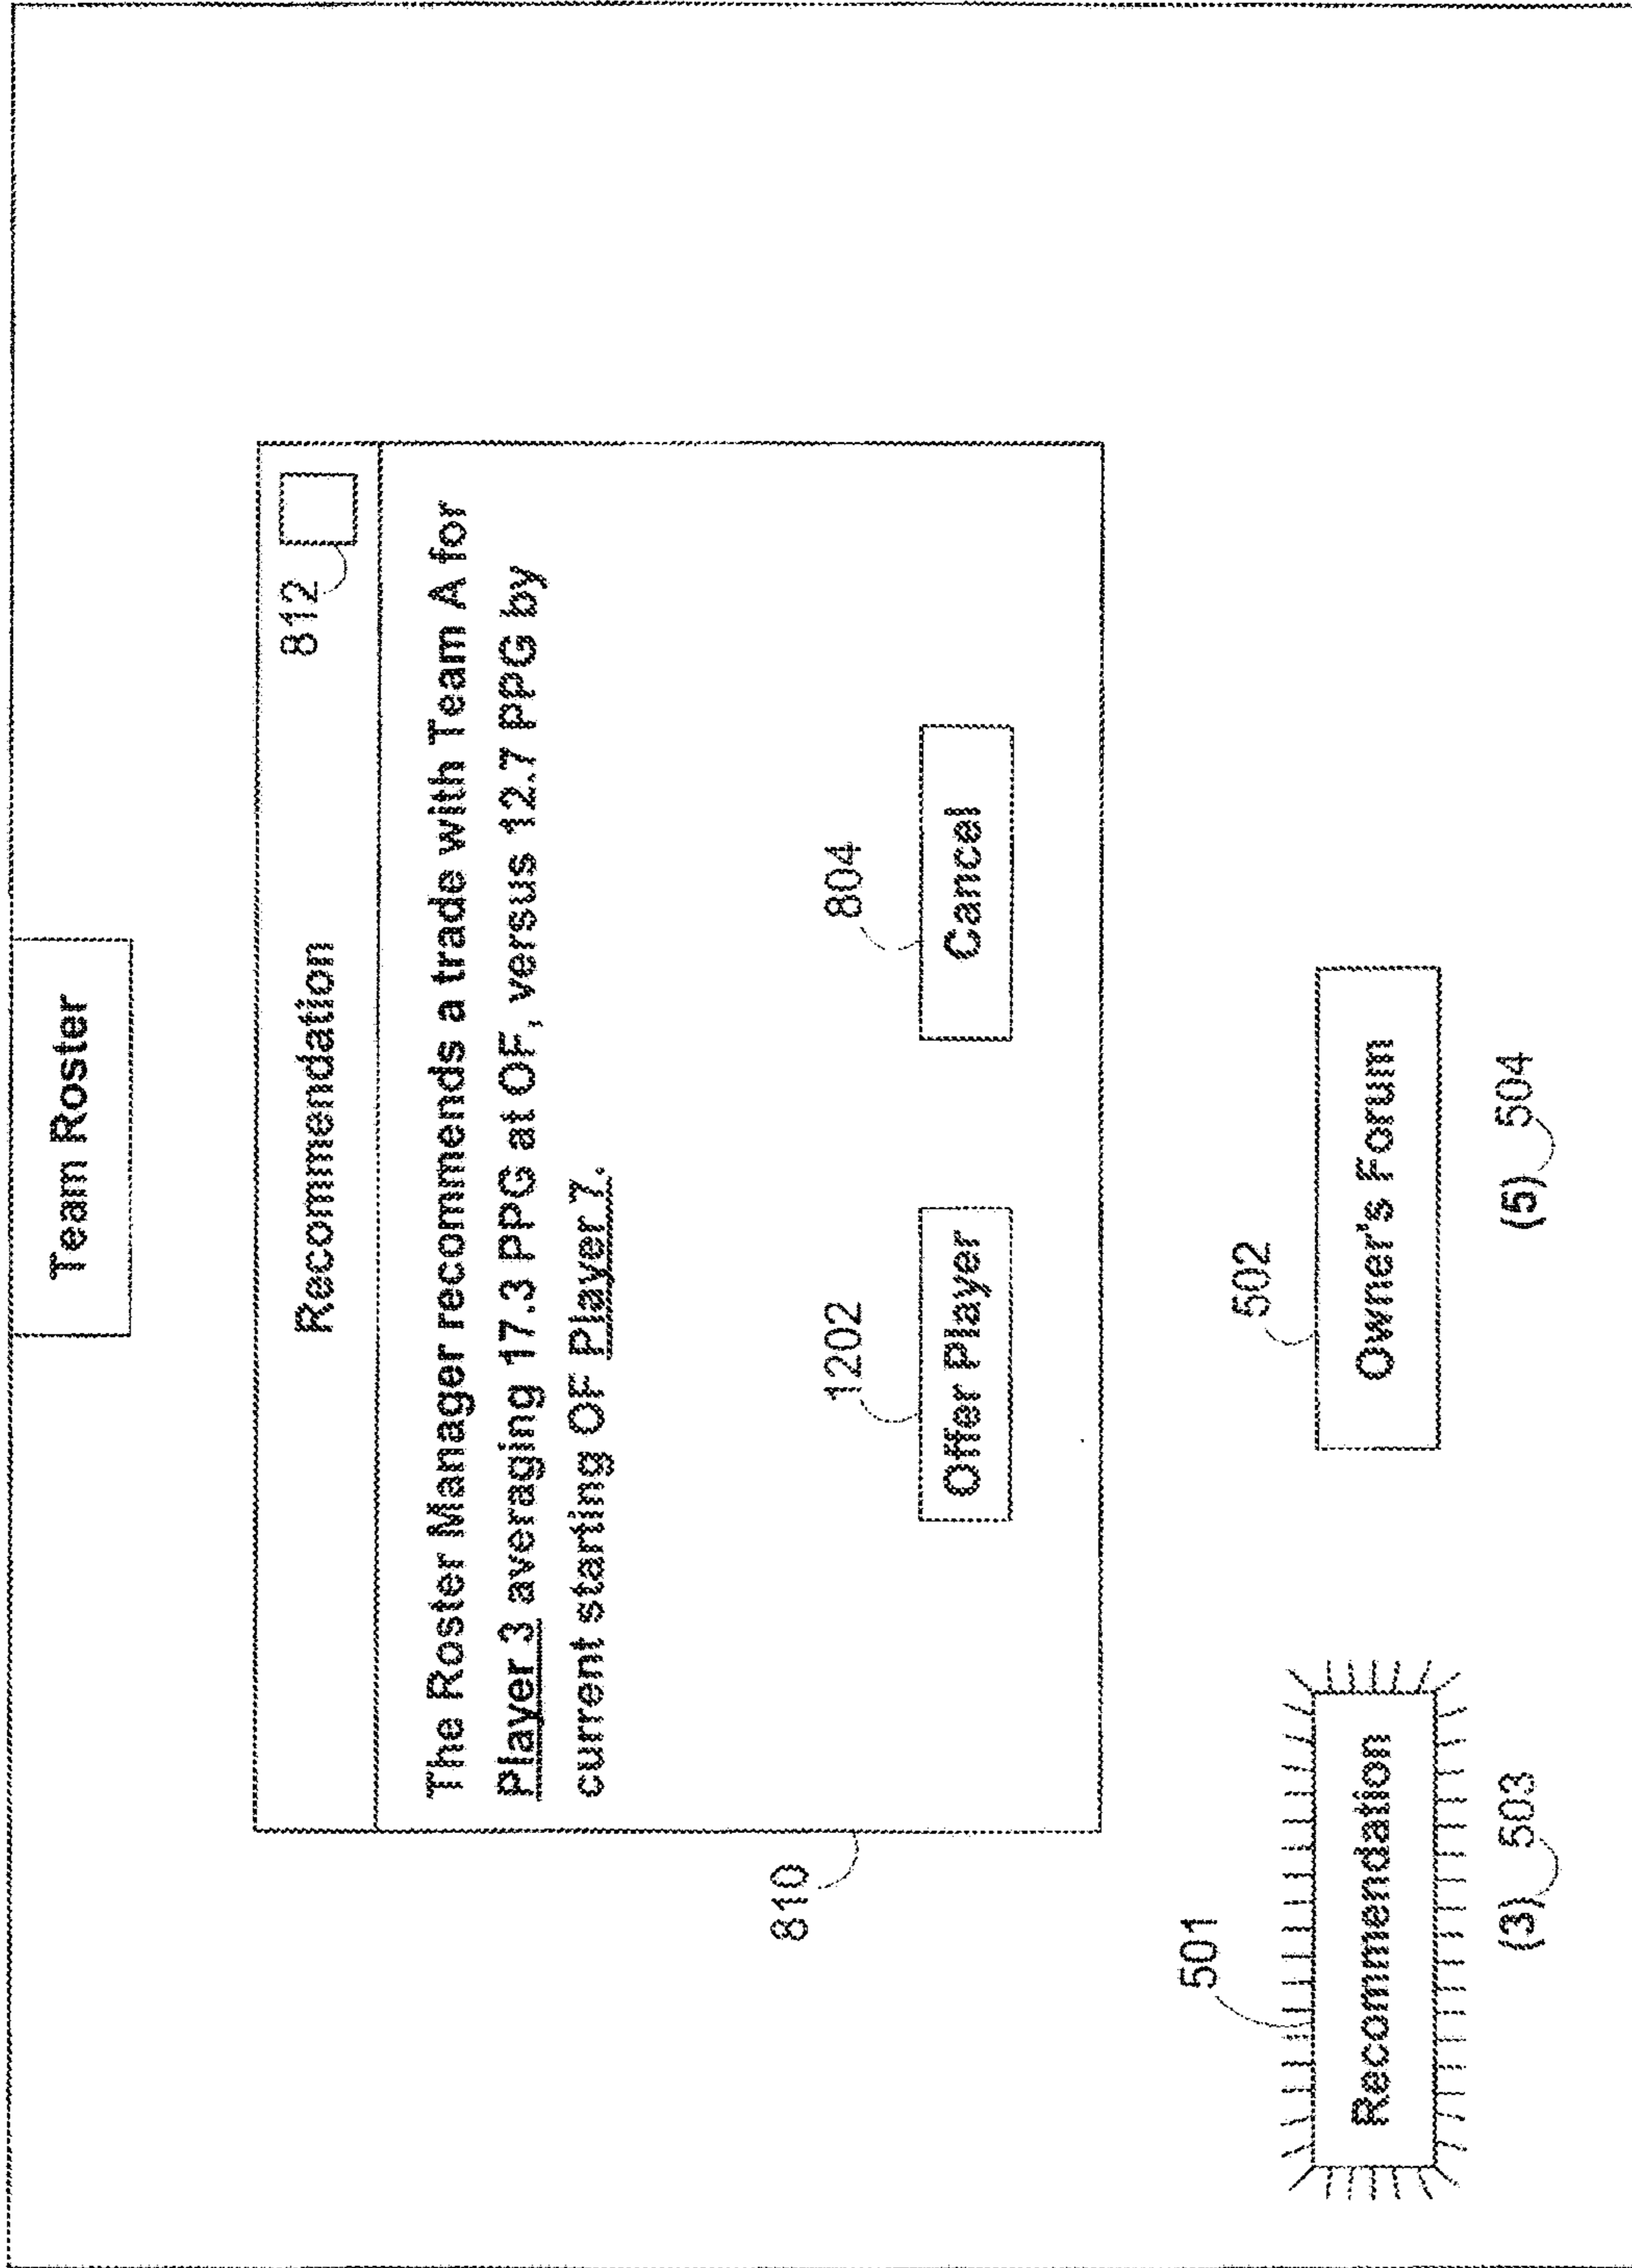 Team Roster
Recommendation
812
The Roster Manager recommends a trade with Team A for
Player 3 averaging 17.3 PPG at OF, versus 12.7 PPG by
current starting OF Player 7.
810
1202
804
Offer Player
Cancel
501
502
Recommendation
Owner's Forum
(3) 503
(5) 504